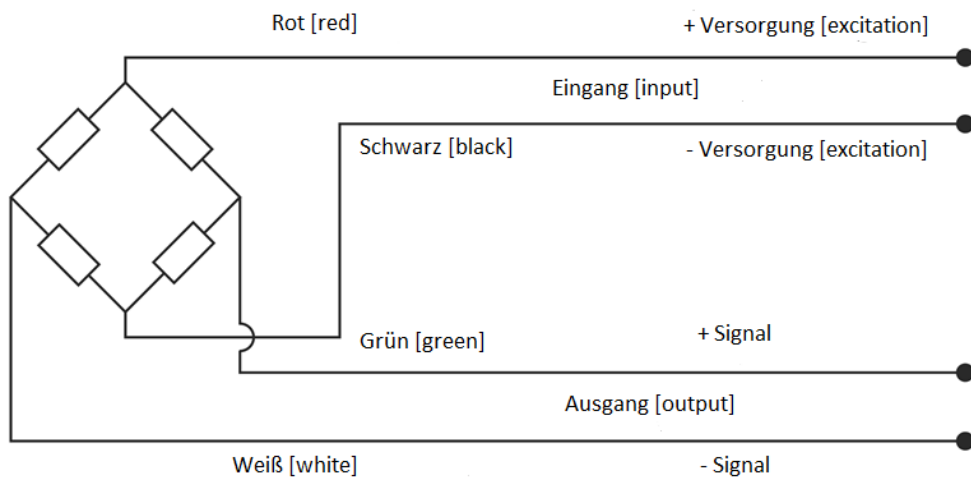 Rot [red]
+ Versorgung [excitation]
Eingang [input]
Schwarz [black]
- Versorgung [excitation]
Grün [green]
+ Signal
Ausgang [output]
Weiß [white]
- Signal